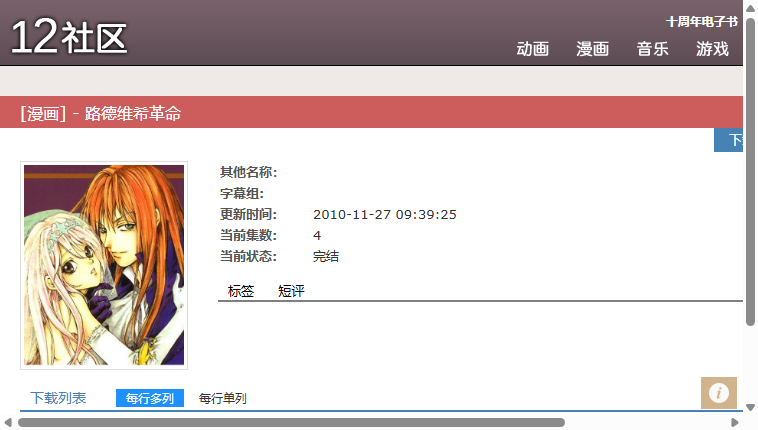 12社区
十周年电子书
动画 漫画 音乐 游戏
[漫画] - 路德维希革命
下
其他名称:
字幕组:
更新时间: 2010-11-27 09:39:25
当前集数: 4
当前状态: 完结
标签 短评
下载列表 每行多列 每行单列